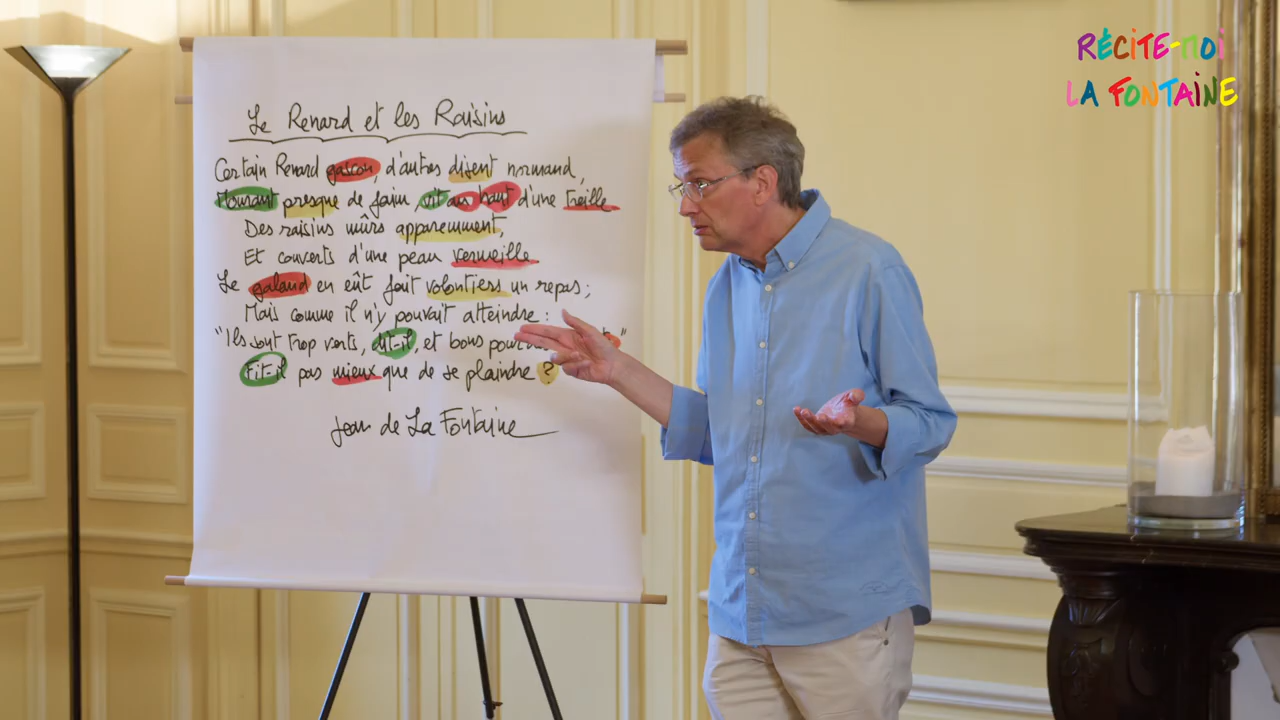 Le Renard et les Raisins
Certain Renard gascon, d'autres disent normand,
Mourant presque de faim, vit au haut d'une treille
Des raisins mûrs apparemment,
Et couverts d'une peau vermeille.
Le galand en eût fait volontiers un repas ;
Mais comme il n'y pouvait atteindre :
"Ils sont trop verts, dit-il, et bons pour "
Fit-il pas mieux que de se plaindre ?
Jean de La Fontaine
RÉCITE-MOI
LA FONTAINE